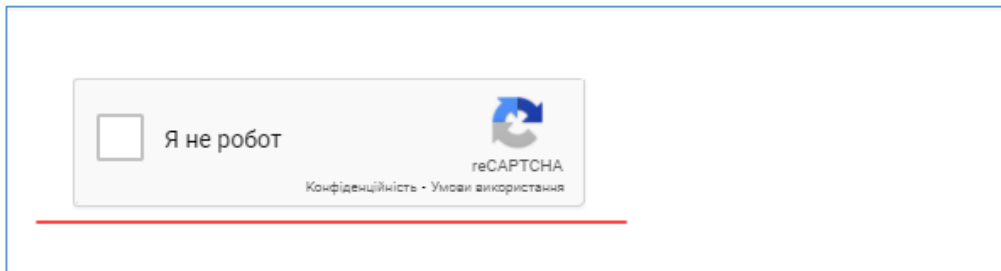 Я не робот
reCAPTCHA
Конфіденційність - Умови використання